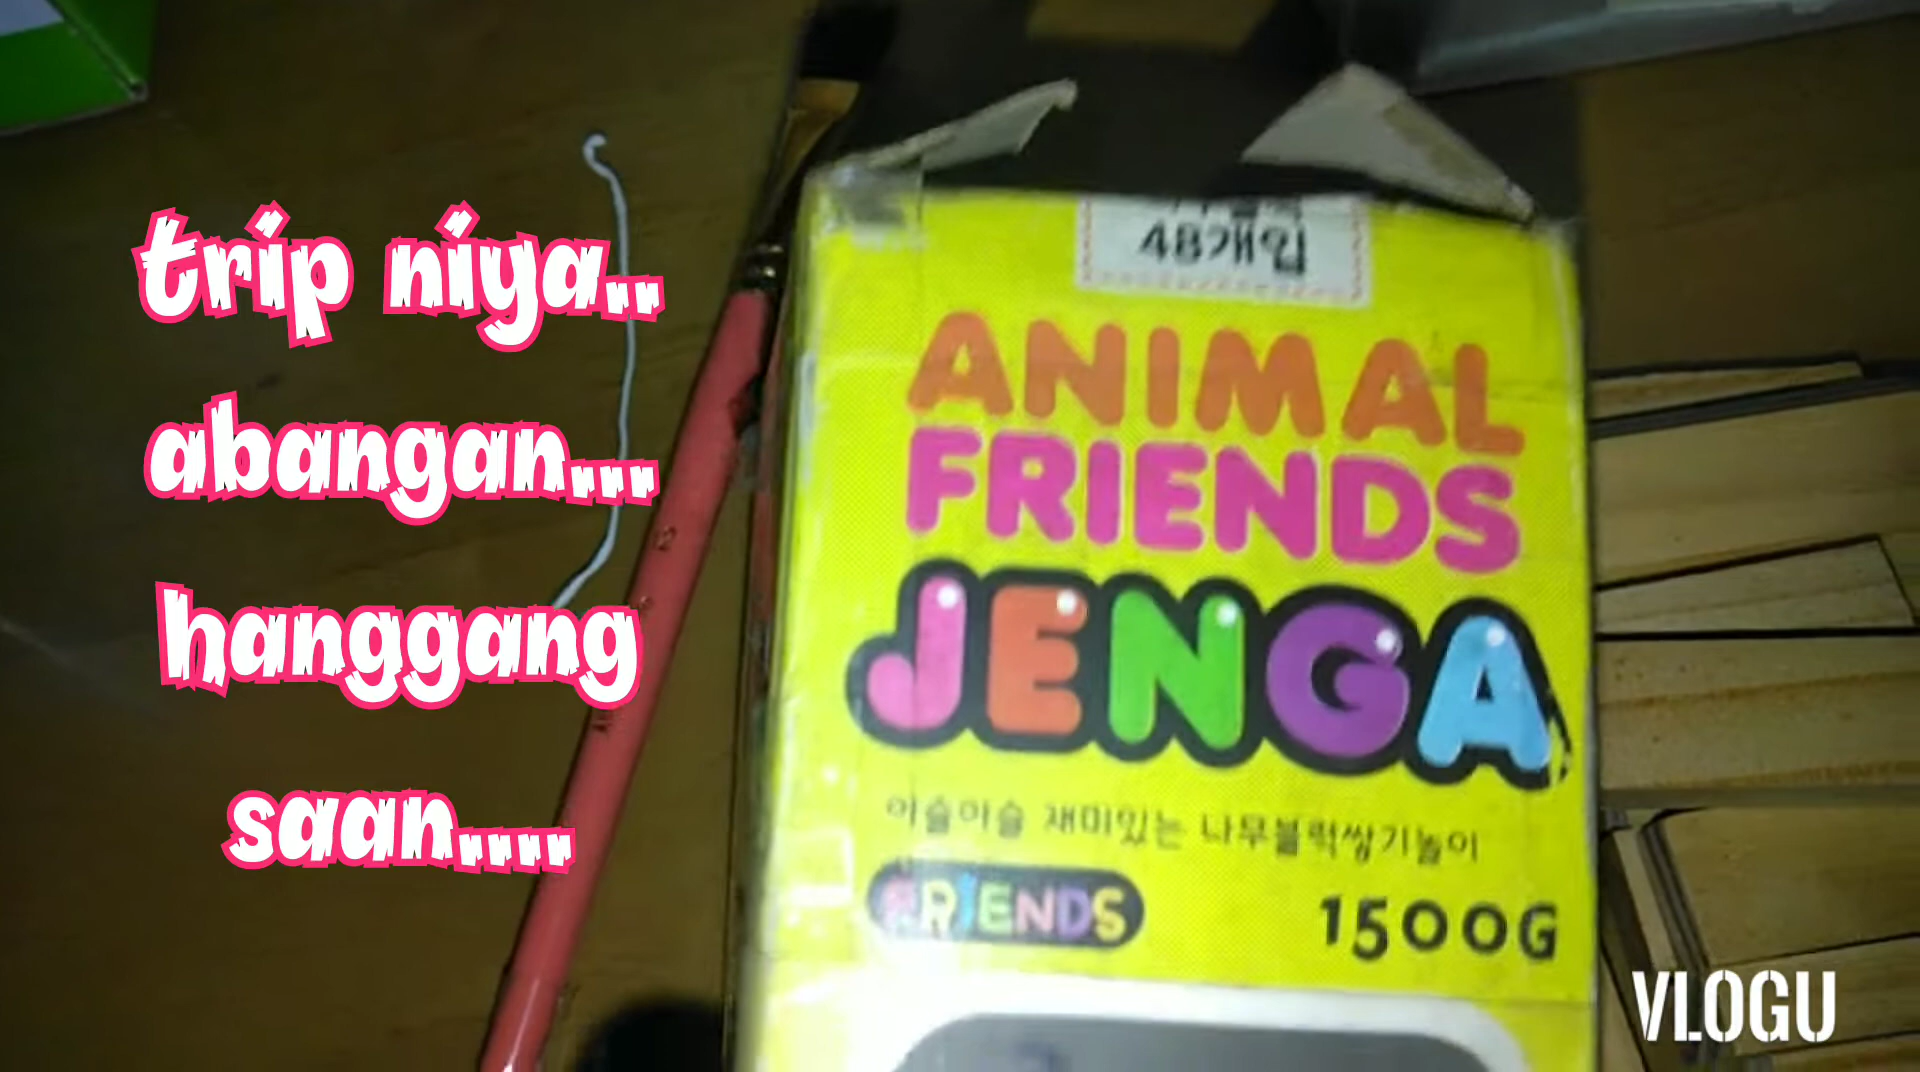 trip niya..
abangan...
hanggang
saan....
48개입
ANIMAL
FRIENDS
JENGA
아슬아슬 재미있는 나무블럭쌓기놀이
FRIENDS
1500G
VLOGU